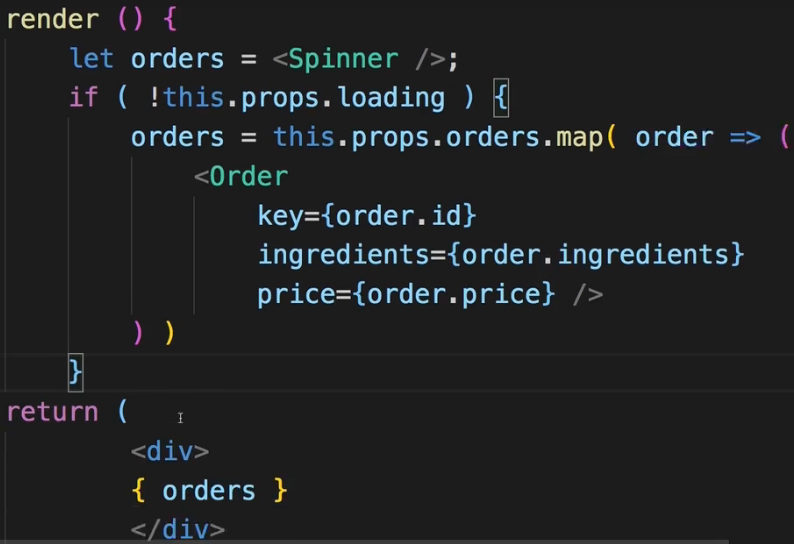 render () {
let orders = <Spinner />;
if ( !this.props.loading ) {
orders = this.props.orders.map( order => (
<Order
key={order.id}
ingredients={order.ingredients}
price={order.price} />
) )
}
return (
<div>
{ orders }
</div>